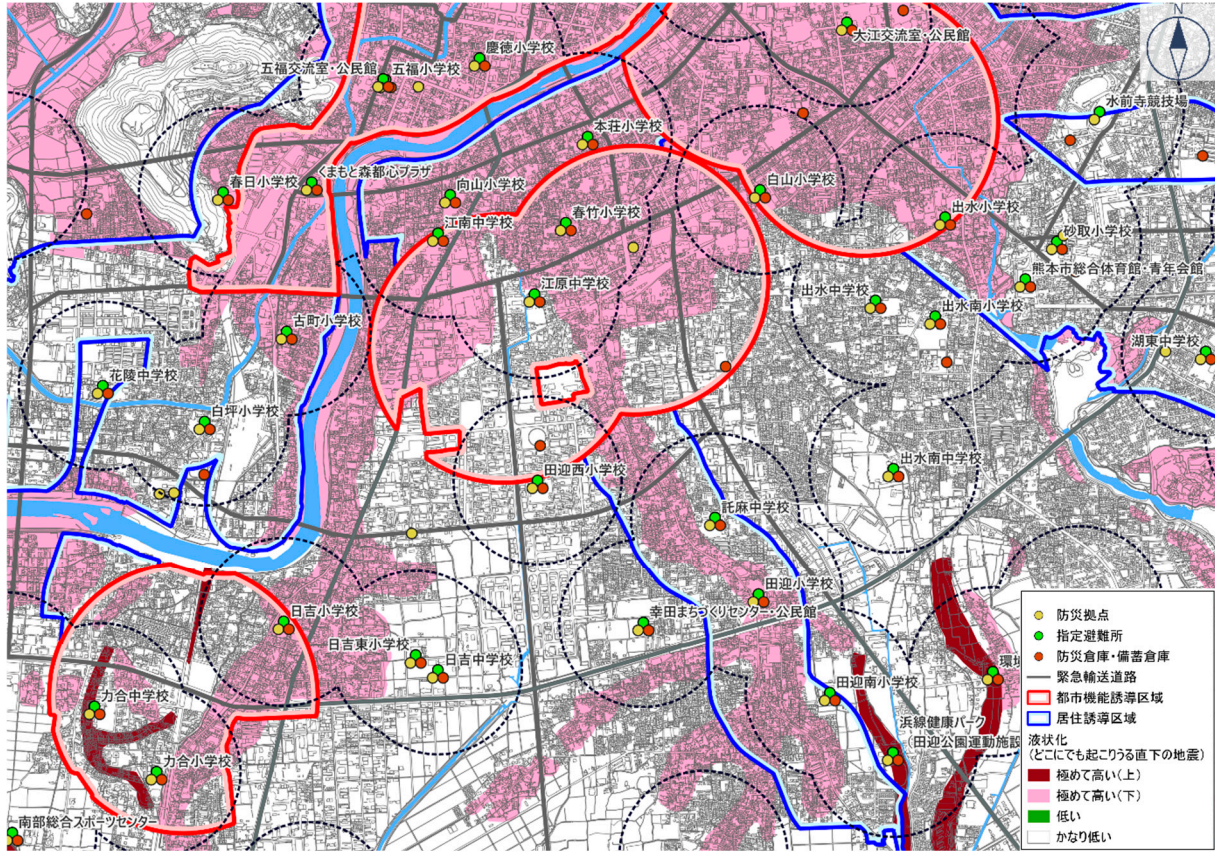 N
慶徳小学校
大江交流室・公民館
五福交流室・公民館
五福小学校
水前寺競技場
本荘小学校
くまもと森都心プラザ
春日小学校
向山小学校
白山小学校
春竹小学校
出水小学校
江南中学校
砂取小学校
熊本市総合体育館・青年会館
江原中学校
出水中学校
出水南小学校
古町小学校
湖東中学校
花陵中学校
白坪小学校
出水南中学校
田迎西小学校
託麻中学校
田迎小学校
日吉小学校
幸田まちづくりセンター・公民館
日吉東小学校
日吉中学校
環境
力合中学校
田迎南小学校
浜線健康パーク
(田迎公園運動施設
力合小学校
南部総合スポーツセンター
防災拠点
指定避難所
防災倉庫・備蓄倉庫
緊急輸送道路
都市機能誘導区域
居住誘導区域
液状化
(どこにでも起こりうる直下の地震)
極めて高い(上)
極めて高い(下)
低い
かなり低い